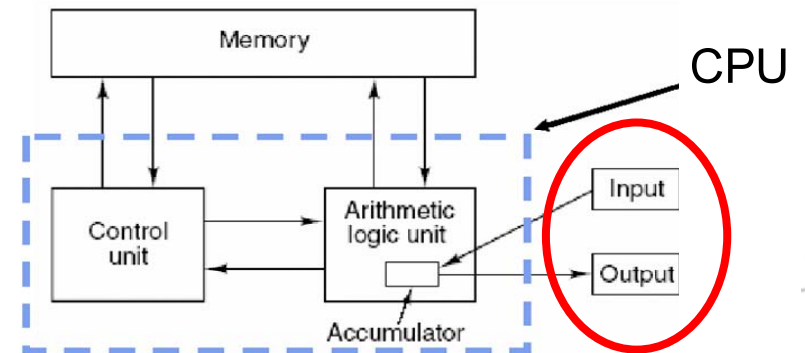 Memory
CPU
Input
Control
unit
Arithmetic
logic unit
Output
Accumulator